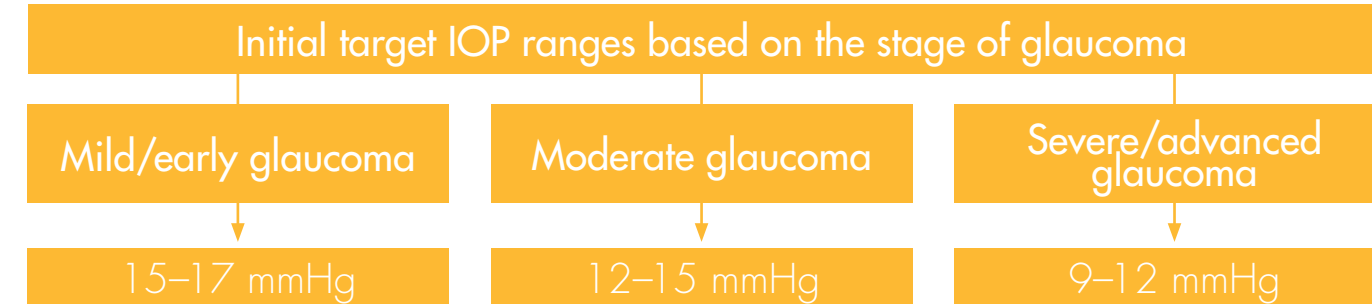 Initial target IOP ranges based on the stage of glaucoma
Mild/early glaucoma
Moderate glaucoma
Severe/advanced
glaucoma
15–17 mmHg
12–15 mmHg
9–12 mmHg